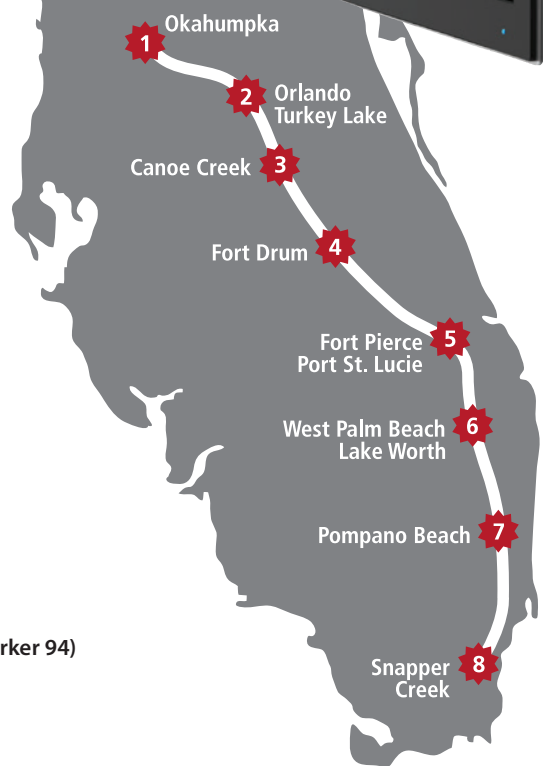 Okahumpka
1
2
Orlando
Turkey Lake
Canoe Creek
3
Fort Drum
4
Fort Pierce
Port St. Lucie
5
West Palm Beach
Lake Worth
6
Pompano Beach
7
rker 94)
Snapper
Creek
8